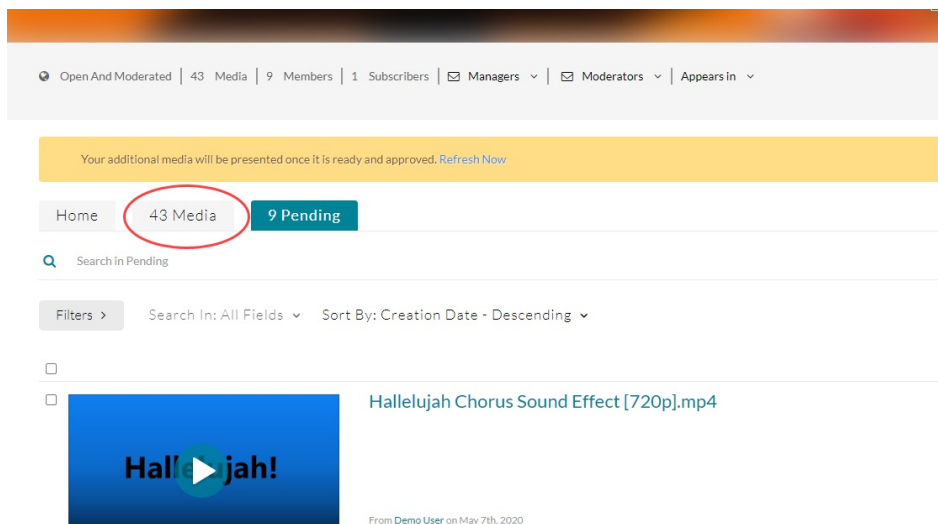 Open And Moderated | 43 Media | 9 Members | 1 Subscribers | Managers | Moderators | Appears in
Your additional media will be presented once it is ready and approved. Refresh Now
Home 43 Media 9 Pending
Search in Pending
Filters > Search In: All Fields Sort By: Creation Date - Descending
Hallelujah Chorus Sound Effect [720p].mp4
Hallelujah!
From Demo User on May 7th, 2020